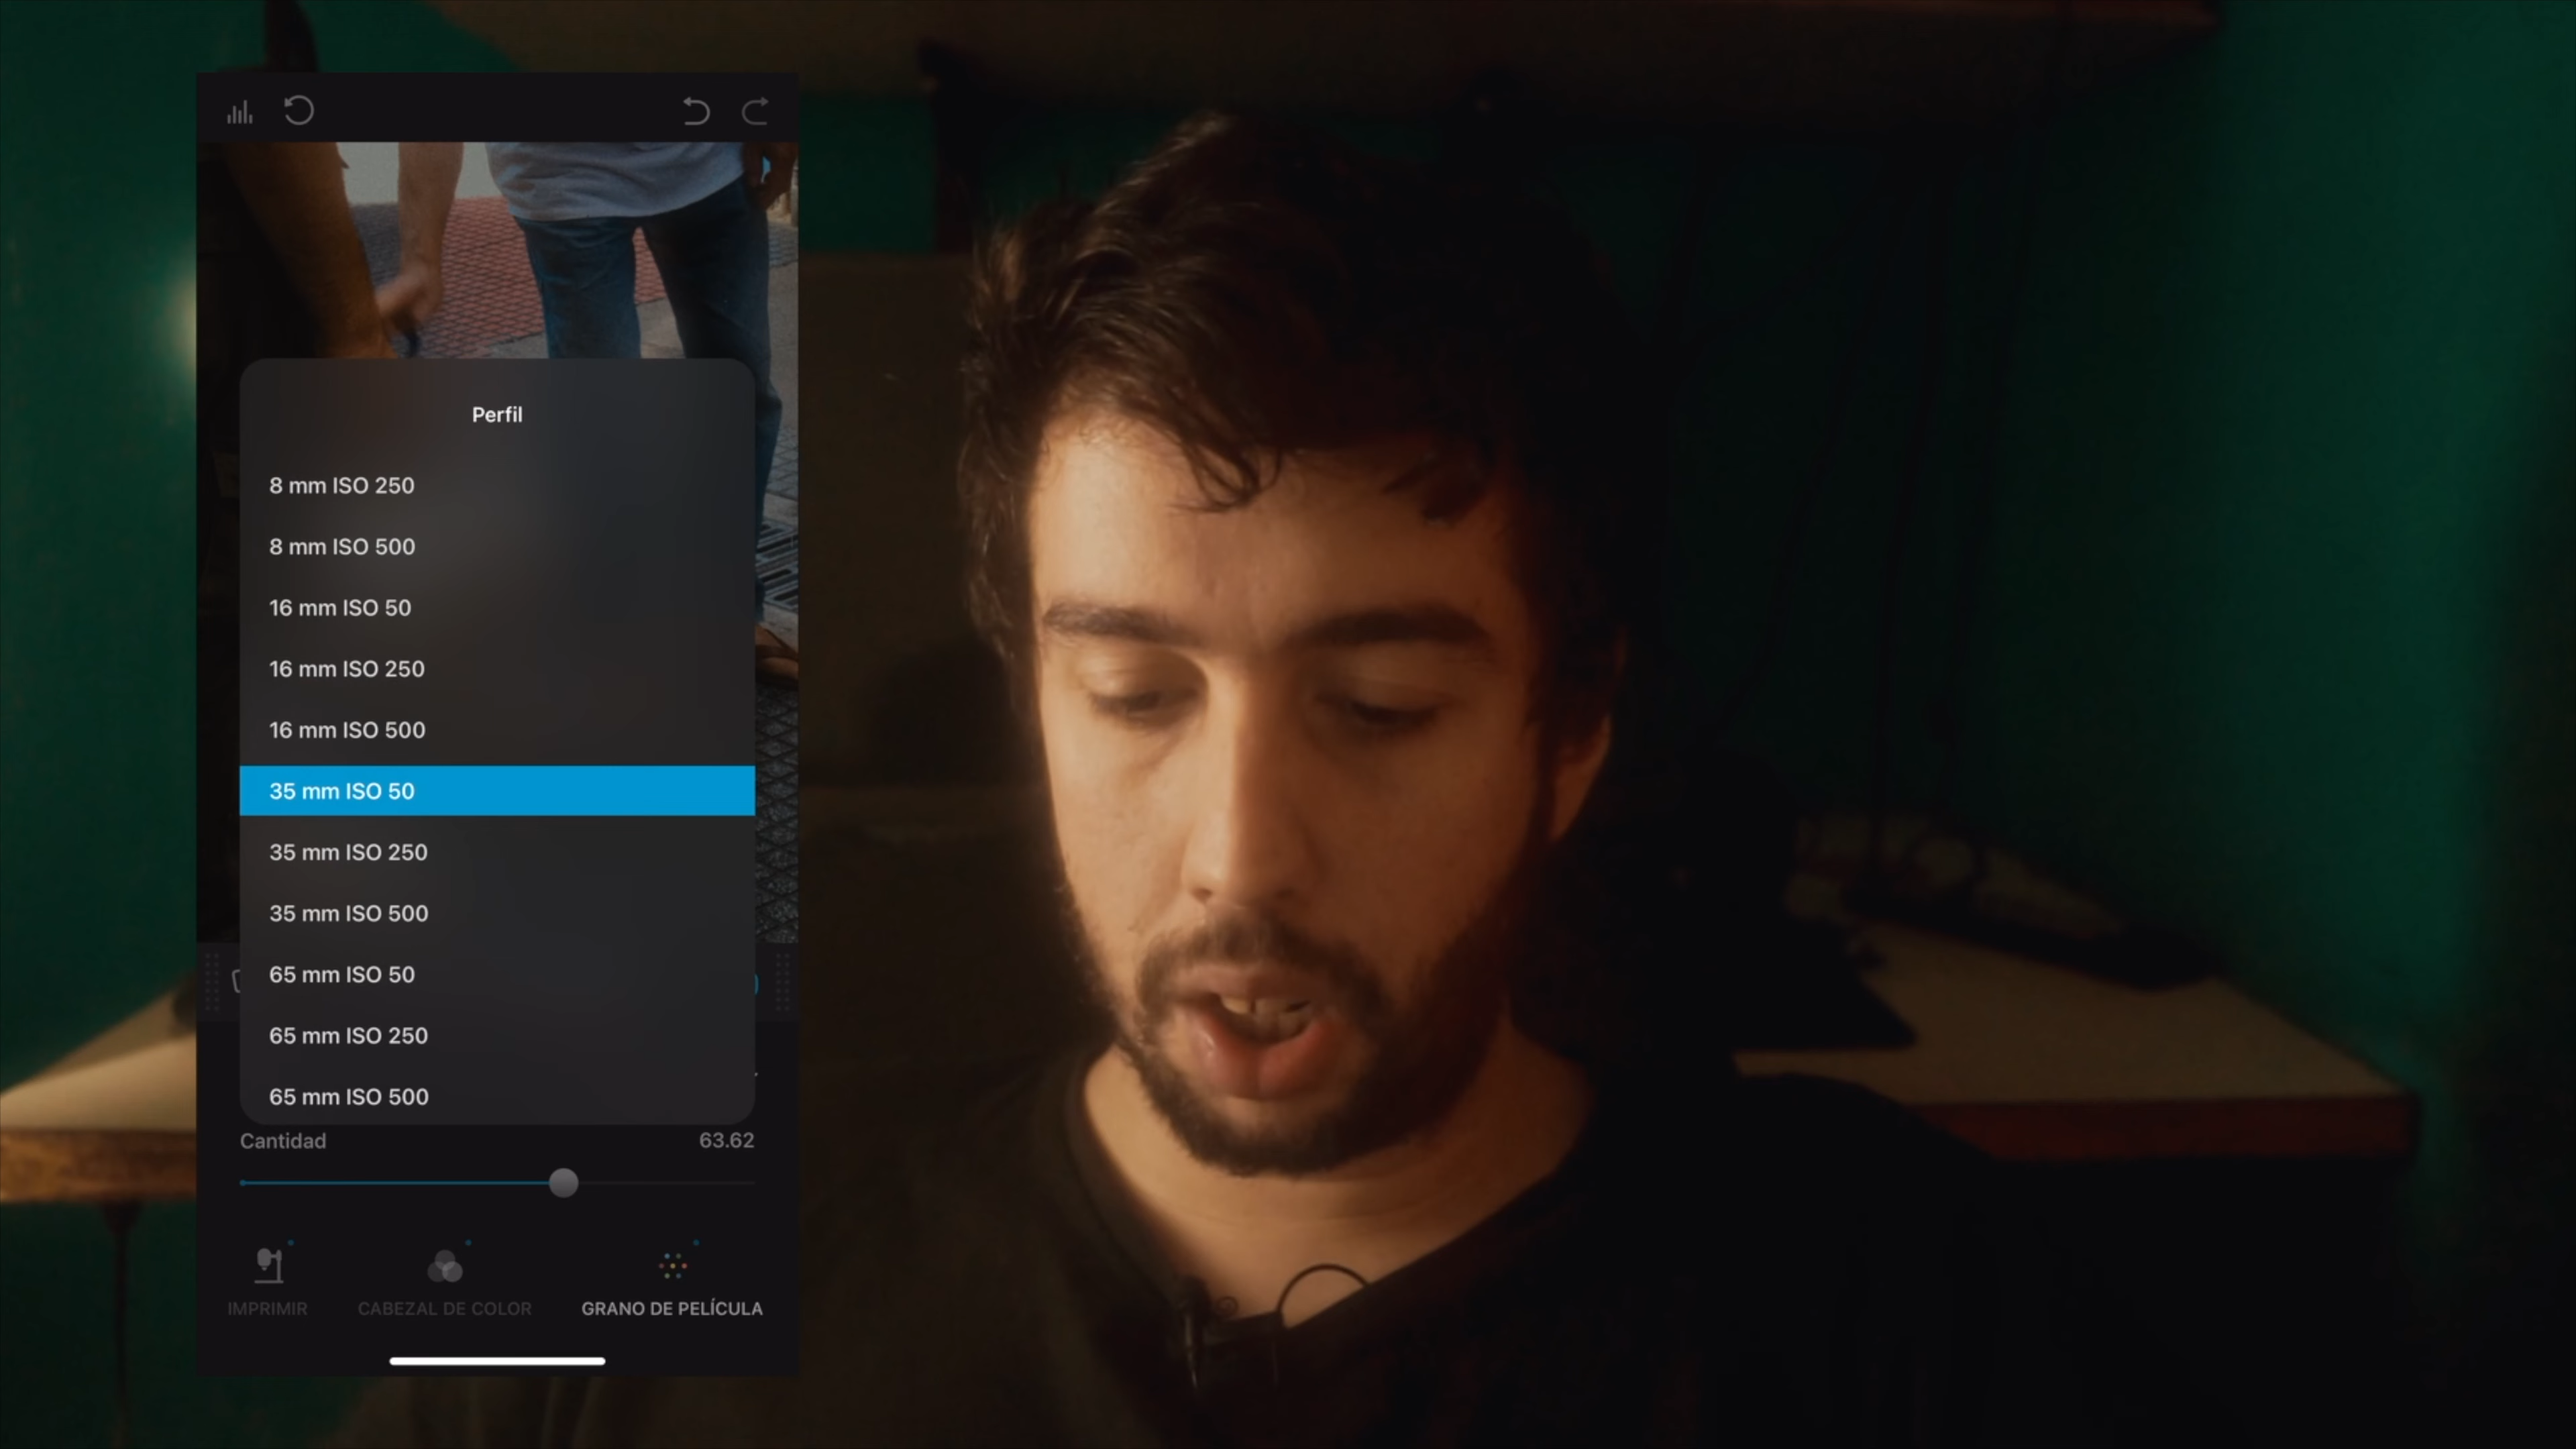 Perfil
8 mm ISO 250
8 mm ISO 500
16 mm ISO 50
16 mm ISO 250
16 mm ISO 500
35 mm ISO 50
35 mm ISO 250
35 mm ISO 500
65 mm ISO 50
65 mm ISO 250
65 mm ISO 500
Cantidad 63.62
IMPRIMIR CABEZAL DE COLOR GRANO DE PELÍCULA